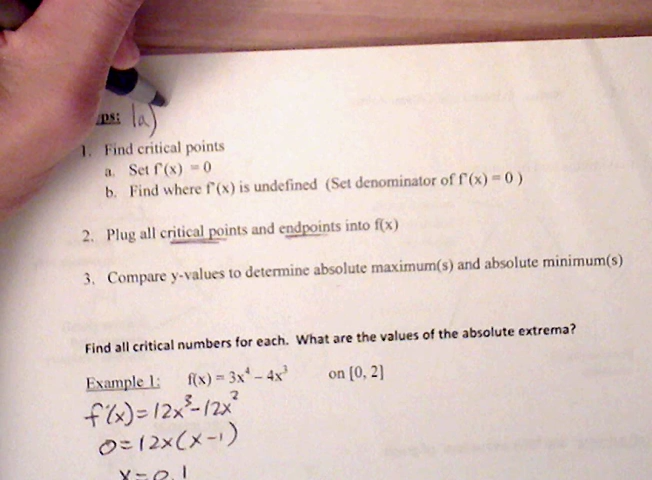 ps: 1a)
1. Find critical points
a. Set f'(x) = 0
b. Find where f'(x) is undefined (Set denominator of f'(x) = 0 )
2. Plug all critical points and endpoints into f(x)
3. Compare y-values to determine absolute maximum(s) and absolute minimum(s)
Find all critical numbers for each. What are the values of the absolute extrema?
Example 1: f(x) = 3x⁴ – 4x³ on [0, 2]
f'(x) = 12x³ - 12x²
0 = 12x(x-1)
x = 0, 1